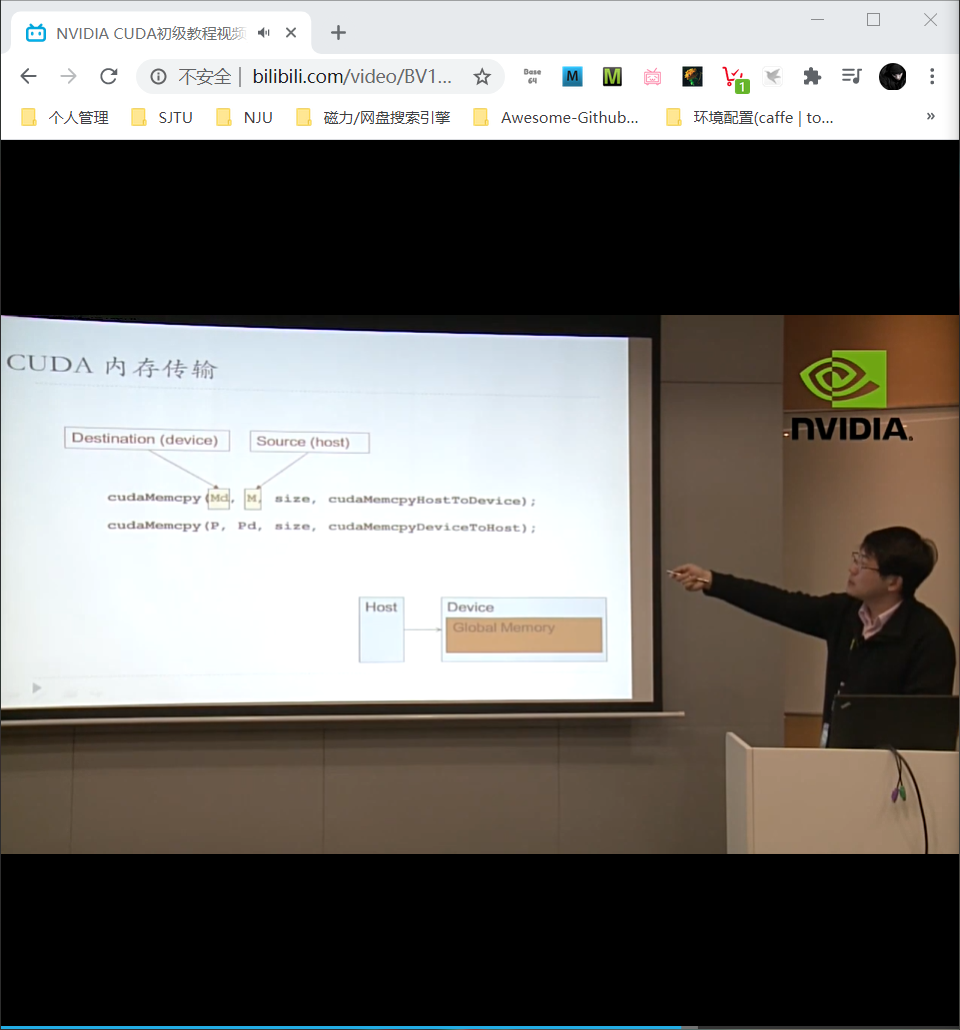 NVIDIA CUDA初级教程视频
不安全 | bilibili.com/video/BV1...
Base
64
M
M
1
个人管理
SJTU
NJU
磁力/网盘搜索引擎
Awesome-Github...
环境配置(caffe | to...
»
CUDA 内存传输
Destination (device)
Source (host)
cudaMemcpy(Md, M, size, cudaMemcpyHostToDevice);
cudaMemcpy(P, Pd, size, cudaMemcpyDeviceToHost);
Host
Device
Global Memory
NVIDIA.